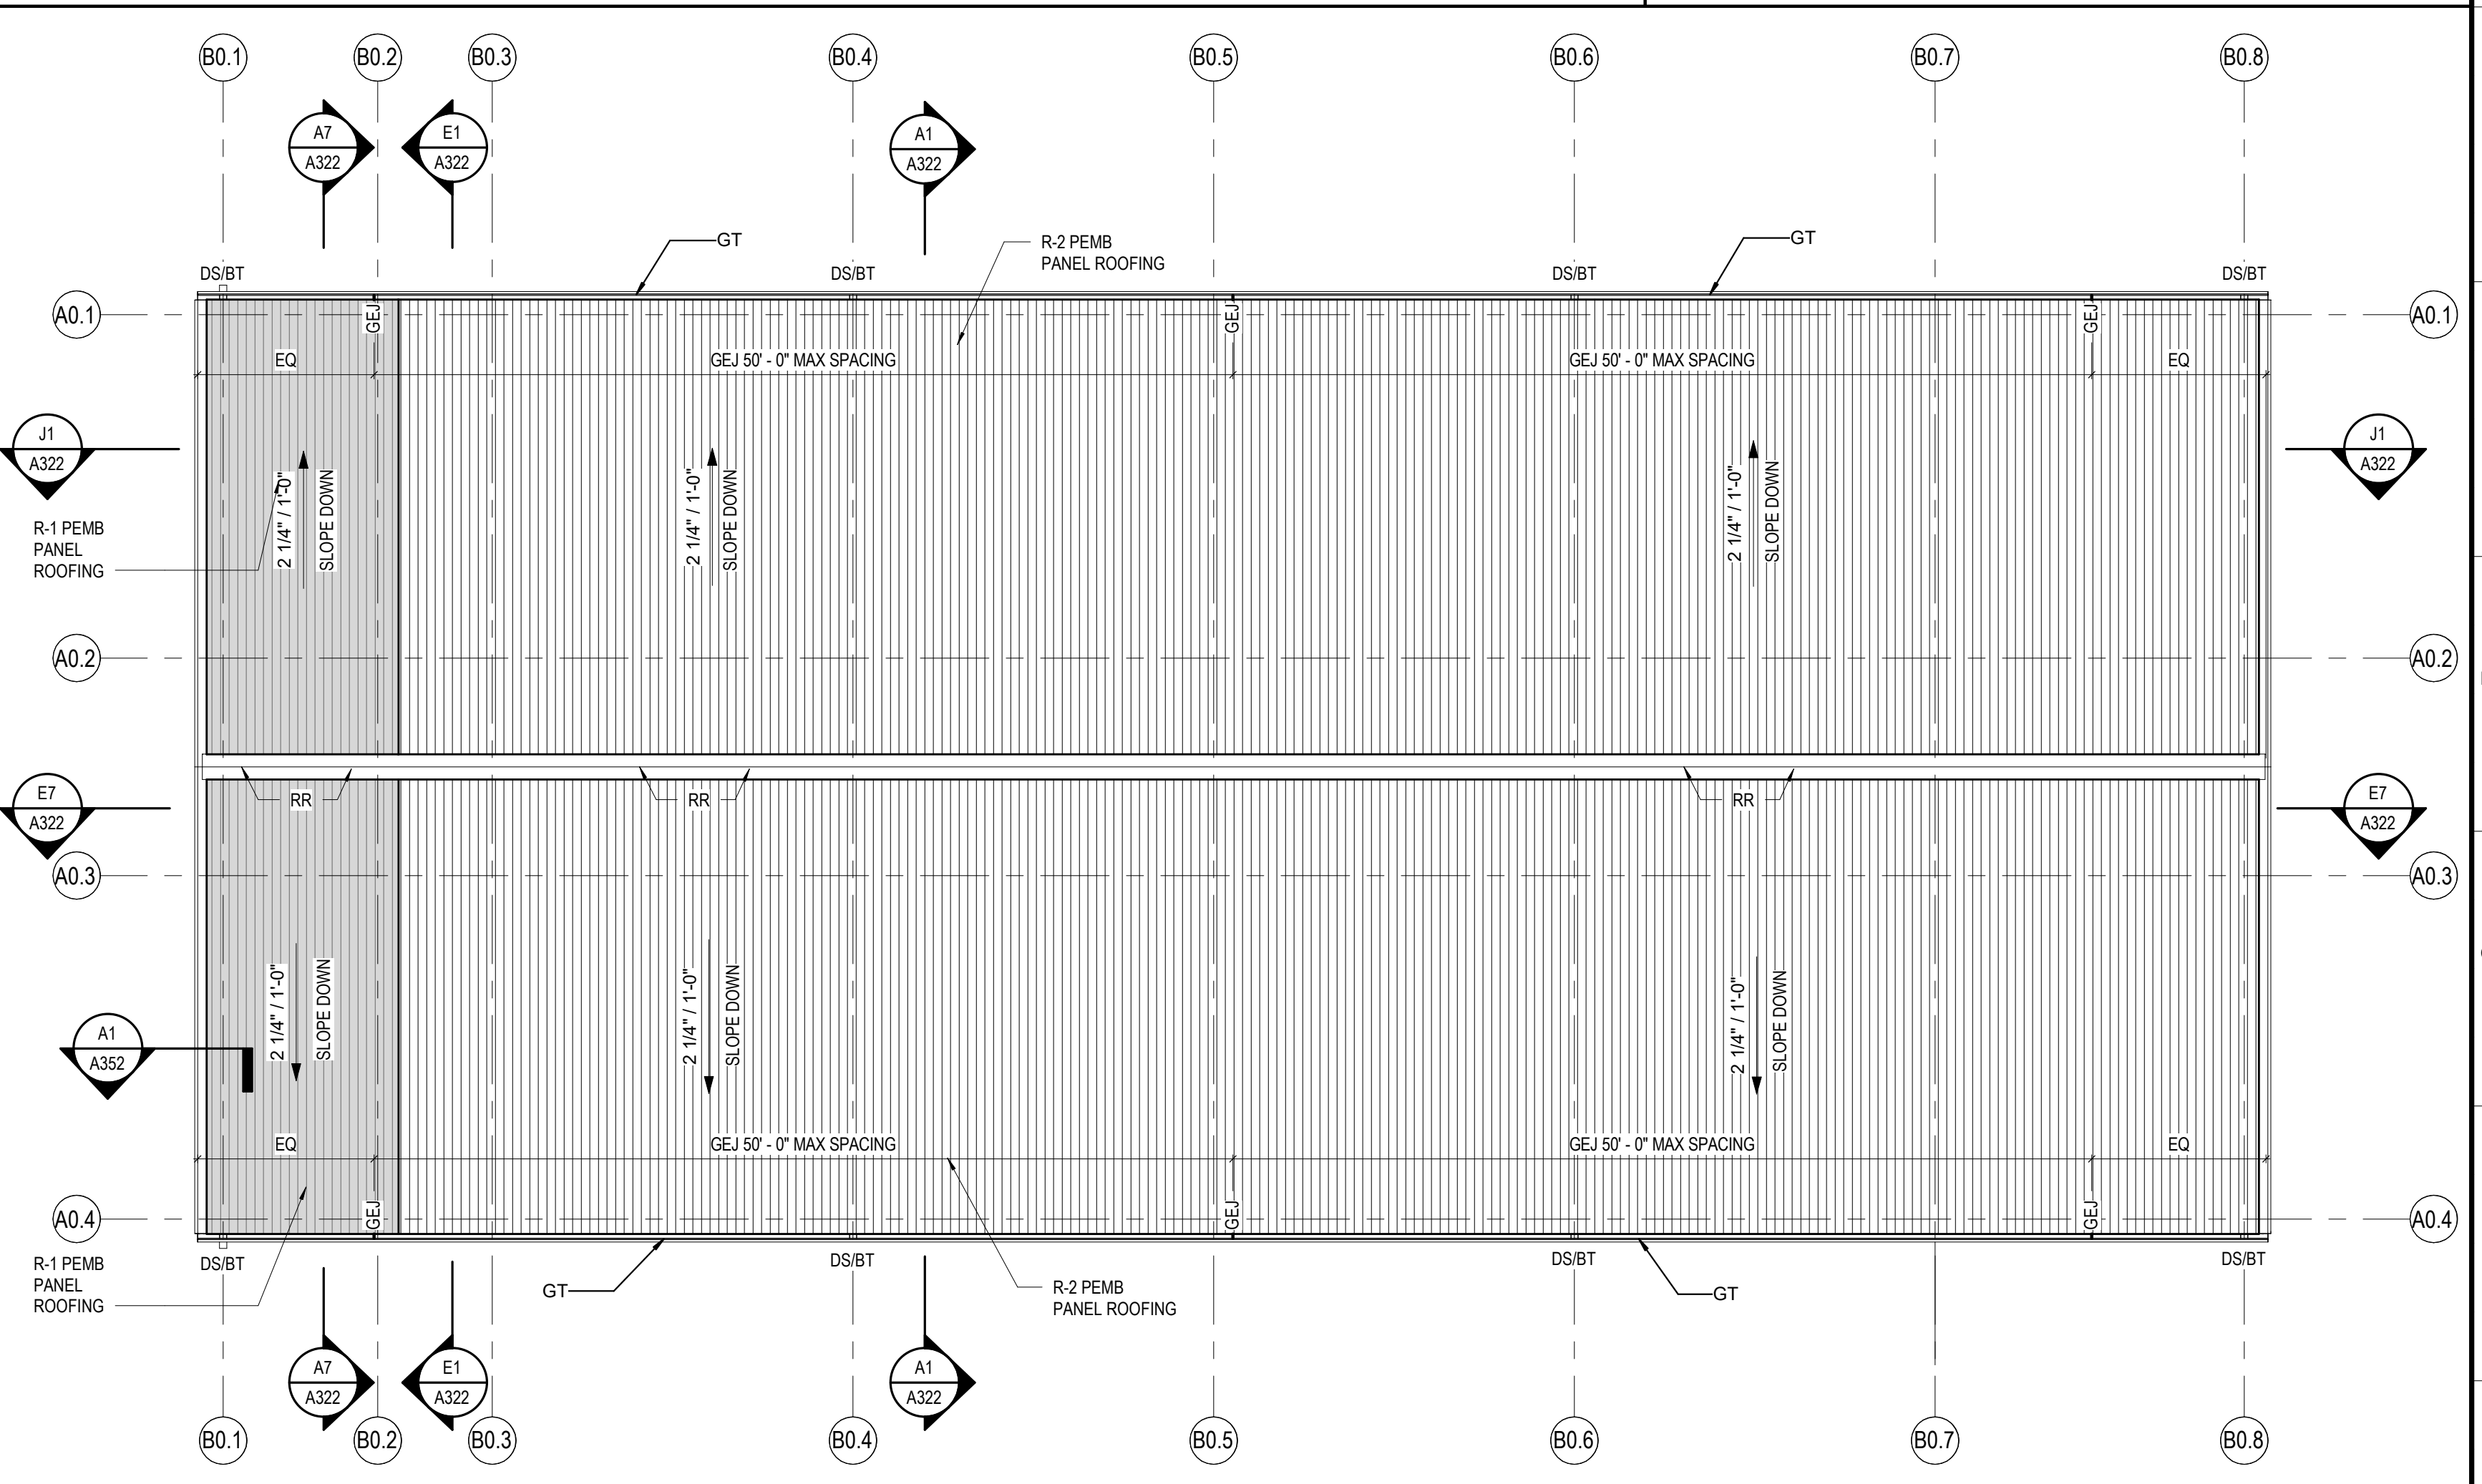 B0.1 B0.2 B0.3 B0.4 B0.5 B0.6 B0.7 B0.8
A7
A322
E1
A322
A1
A322
GT
R-2 PEMB
PANEL ROOFING
GT
DS/BT DS/BT DS/BT DS/BT
A0.1 GEJ GEJ GEJ A0.1
EQ GEJ 50' - 0" MAX SPACING GEJ 50' - 0" MAX SPACING EQ
J1
A322
J1
A322
2 1/4" / 1'-0"
SLOPE DOWN
2 1/4" / 1'-0"
SLOPE DOWN
2 1/4" / 1'-0"
SLOPE DOWN
R-1 PEMB
PANEL
ROOFING
A0.2 A0.2
E7
A322
RR RR RR
E7
A322
A0.3 A0.3
2 1/4" / 1'-0"
SLOPE DOWN
2 1/4" / 1'-0"
SLOPE DOWN
2 1/4" / 1'-0"
SLOPE DOWN
A1
A352
EQ GEJ 50' - 0" MAX SPACING GEJ 50' - 0" MAX SPACING EQ
A0.4 GEJ GEJ GEJ A0.4
DS/BT DS/BT DS/BT DS/BT
R-1 PEMB
PANEL
ROOFING
GT
R-2 PEMB
PANEL ROOFING
GT
A7
A322
E1
A322
A1
A322
B0.1 B0.2 B0.3 B0.4 B0.5 B0.6 B0.7 B0.8